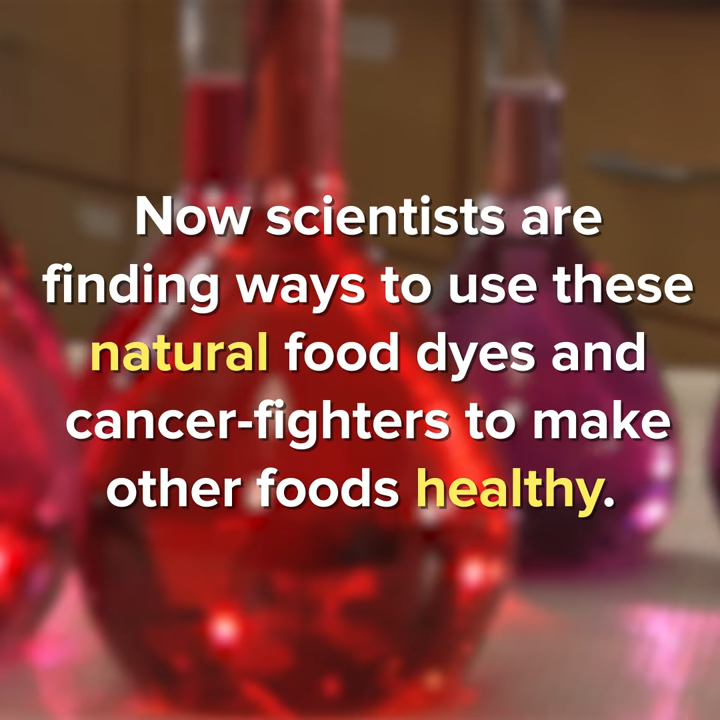 Now scientists are
finding ways to use these
natural food dyes and
cancer-fighters to make
other foods healthy.